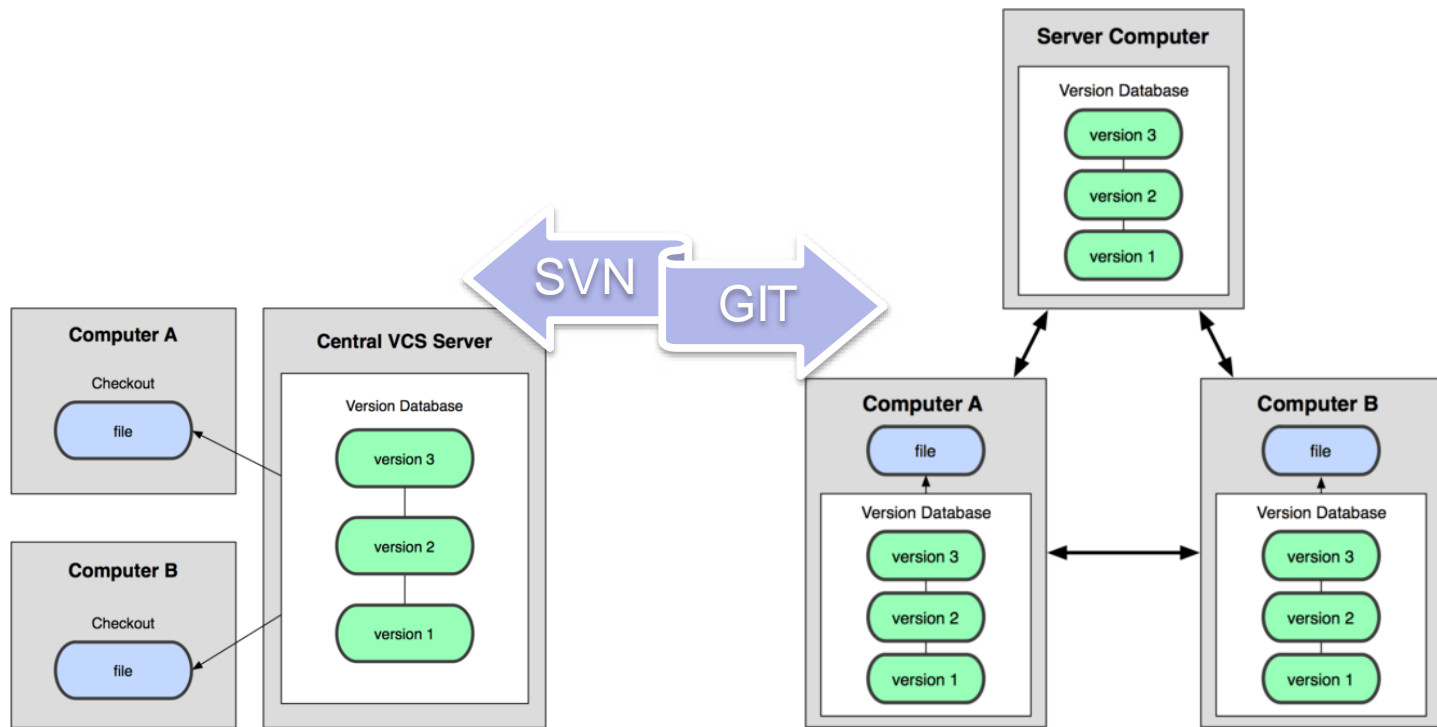 SVN
GIT
Computer A
Checkout
file
Computer B
Checkout
file
Central VCS Server
Version Database
version 3
version 2
version 1
Server Computer
Version Database
version 3
version 2
version 1
Computer A
file
Version Database
version 3
version 2
version 1
Computer B
file
Version Database
version 3
version 2
version 1